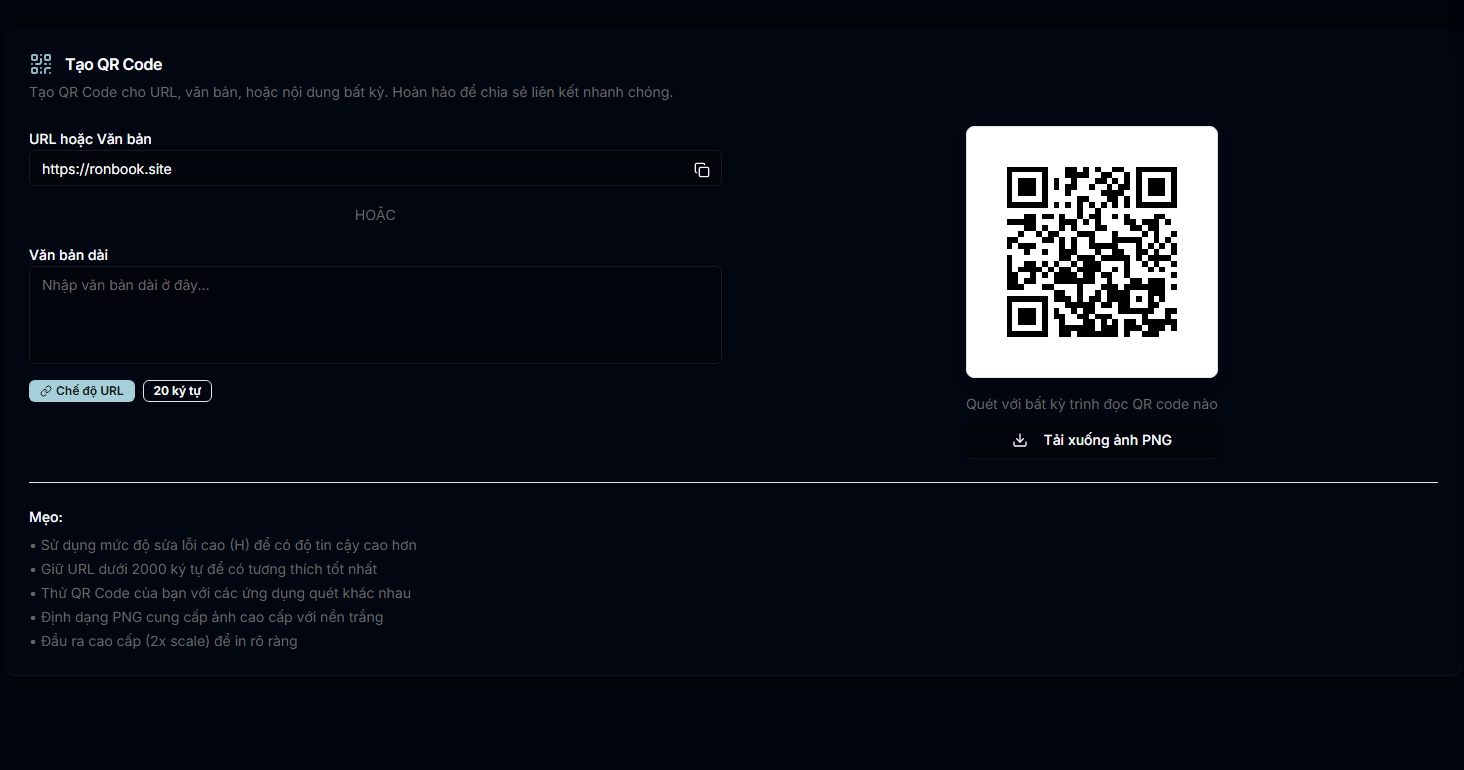 Tạo QR Code
Tạo QR Code cho URL, văn bản, hoặc nội dung bất kỳ. Hoàn hảo để chia sẻ liên kết nhanh chóng.
URL hoặc Văn bản
https://ronbook.site
HOẶC
Văn bản dài
Nhập văn bản dài ở đây...
Chế độ URL
20 ký tự
Quét với bất kỳ trình đọc QR code nào
Tải xuống ảnh PNG
Mẹo:
• Sử dụng mức độ sửa lỗi cao (H) để có độ tin cậy cao hơn
• Giữ URL dưới 2000 ký tự để có tương thích tốt nhất
• Thử QR Code của bạn với các ứng dụng quét khác nhau
• Định dạng PNG cung cấp ảnh cao cấp với nền trắng
• Đầu ra cao cấp (2x scale) để in rõ ràng